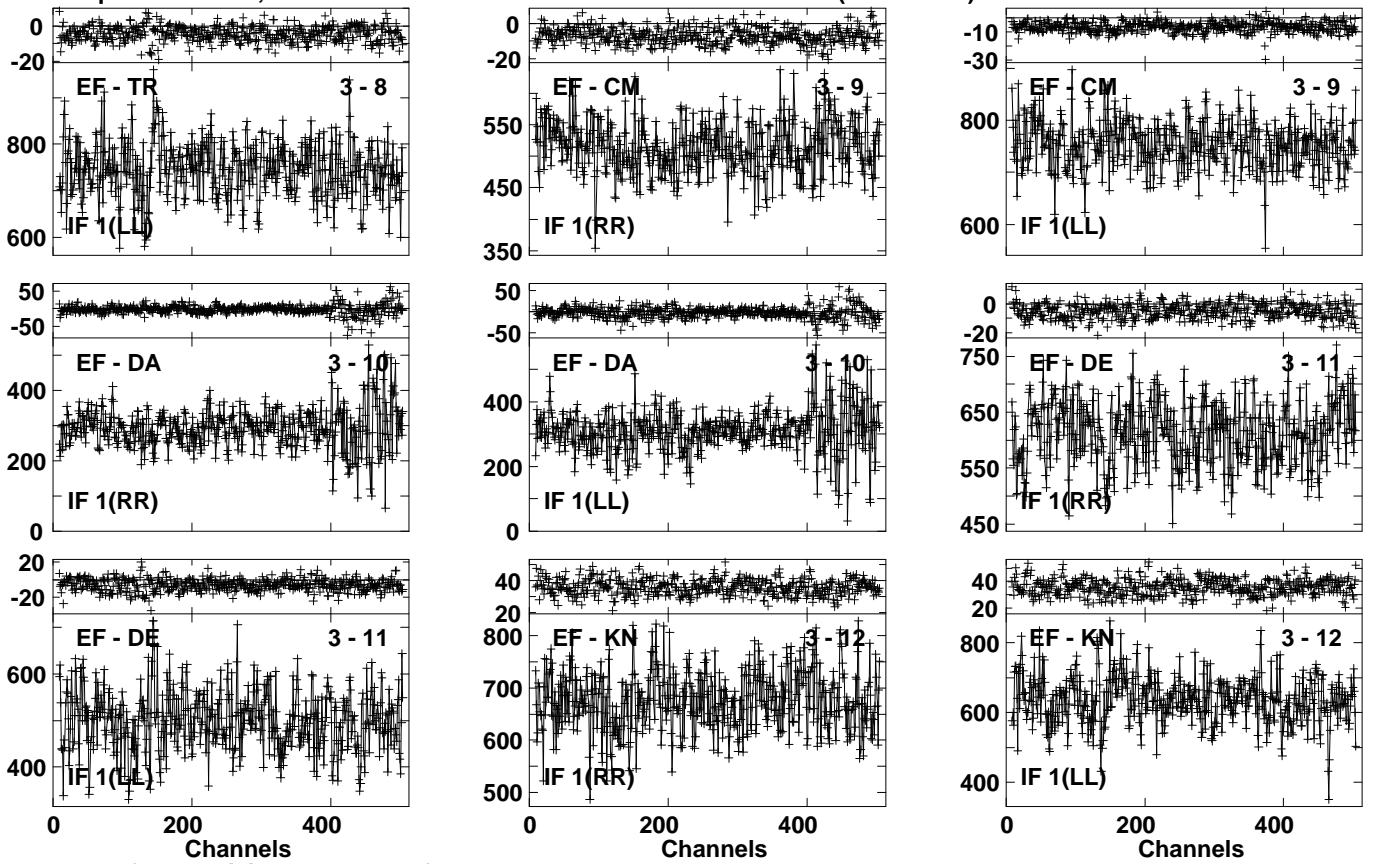 0 0 -10
-20 -20 -30
EF - TR 3 - 8 EF - CM 3 - 9 EF - CM 3 - 9
800 550 800
450
600 IF 1(LL) 350 IF 1(RR) 600 IF 1(LL)
50 50 0
-50 -50 -20
EF - DA 3 - 10 EF - DA 3 - 10 750 EF - DE 3 - 11
400 400 650
200 200 550
0 IF 1(RR) 0 IF 1(LL) 450 IF 1(RR)
20 40 40
-20 20 20
EF - DE 3 - 11 800 EF - KN 3 - 12 800 EF - KN 3 - 12
600 700 600
400 600 400
IF 1(LL) 500 IF 1(RR) IF 1(LL)
0 200 400 0 200 400 0 200 400
Channels Channels Channels